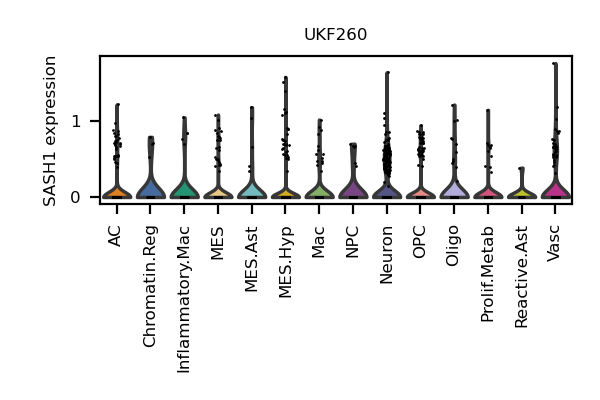 UKF260
SASH1 expression
1
0
AC
Chromatin.Reg
Inflammatory.Mac
MES
MES.Ast
MES.Hyp
Mac
NPC
Neuron
OPC
Oligo
Prolif.Metab
Reactive.Ast
Vasc